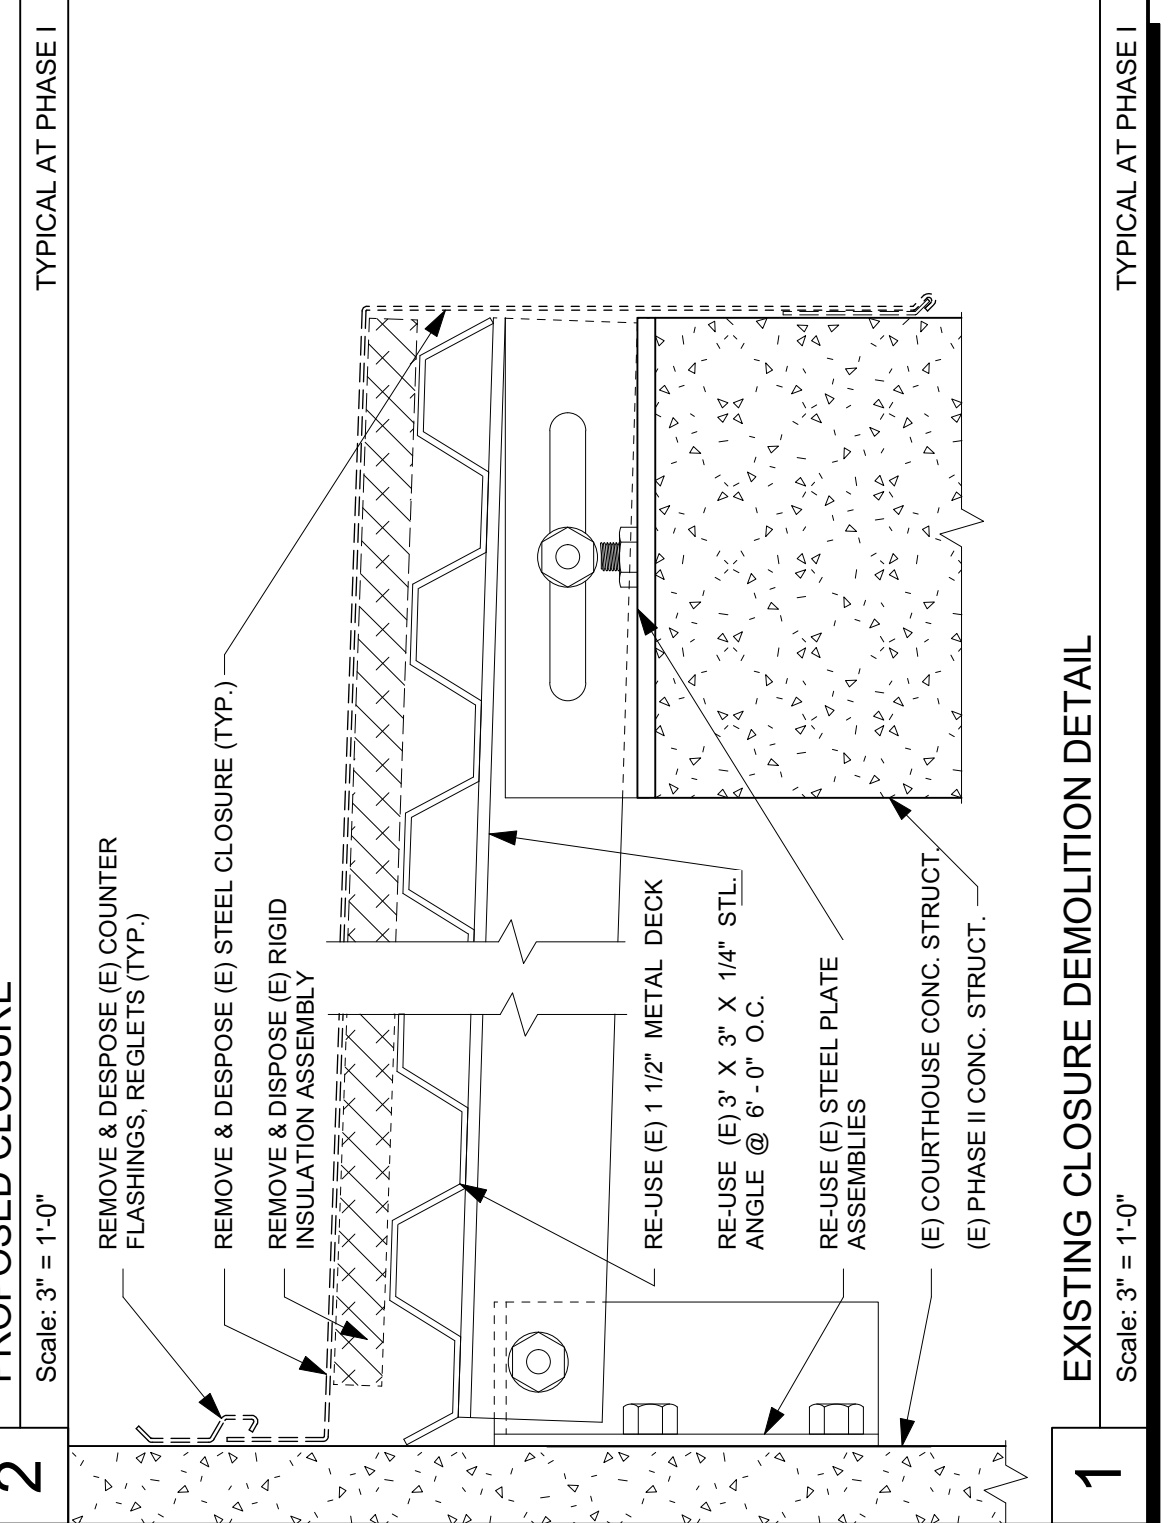 2
PROPOSED CLOSURE
Scale: 3" = 1'-0"
TYPICAL AT PHASE I
REMOVE & DESPOSE (E) COUNTER
FLASHINGS, REGLETS (TYP.)
REMOVE & DESPOSE (E) STEEL CLOSURE (TYP.)
REMOVE & DISPOSE (E) RIGID
INSULATION ASSEMBLY
RE-USE (E) 1 1/2" METAL DECK
RE-USE (E) 3' X 3" X 1/4" STL.
ANGLE @ 6' - 0" O.C.
RE-USE (E) STEEL PLATE
ASSEMBLIES
(E) COURTHOUSE CONC. STRUCT.
(E) PHASE II CONC. STRUCT.
1
EXISTING CLOSURE DEMOLITION DETAIL
Scale: 3" = 1'-0"
TYPICAL AT PHASE I